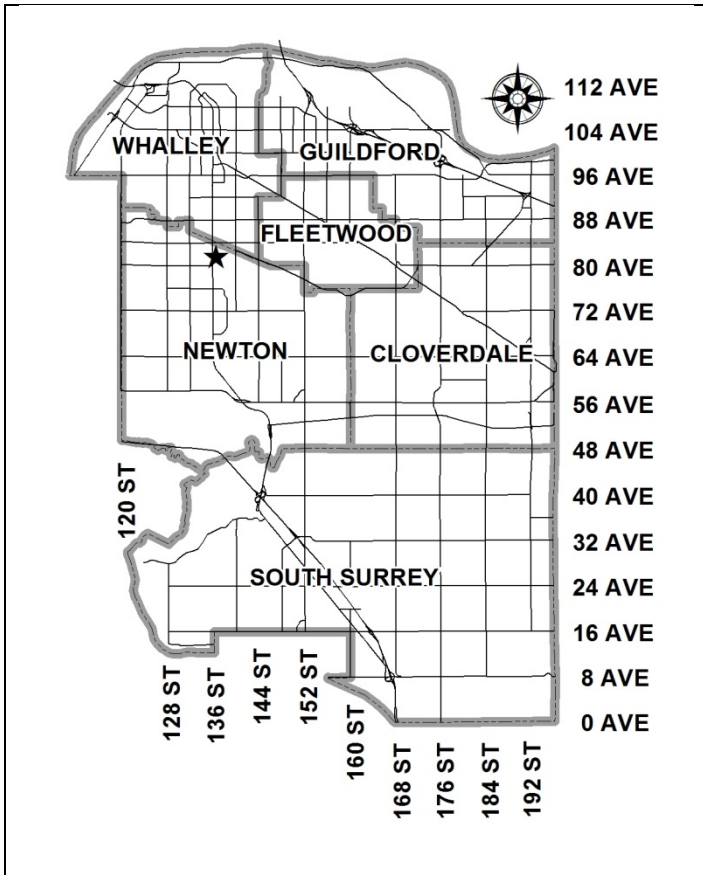 112 AVE
104 AVE
WHALLEY
GUILDFORD
96 AVE
88 AVE
FLEETWOOD
80 AVE
72 AVE
NEWTON
CLOVERDALE
64 AVE
56 AVE
48 AVE
120 ST
40 AVE
32 AVE
SOUTH SURREY
24 AVE
16 AVE
128 ST
136 ST
144 ST
152 ST
160 ST
8 AVE
0 AVE
168 ST
176 ST
184 ST
192 ST